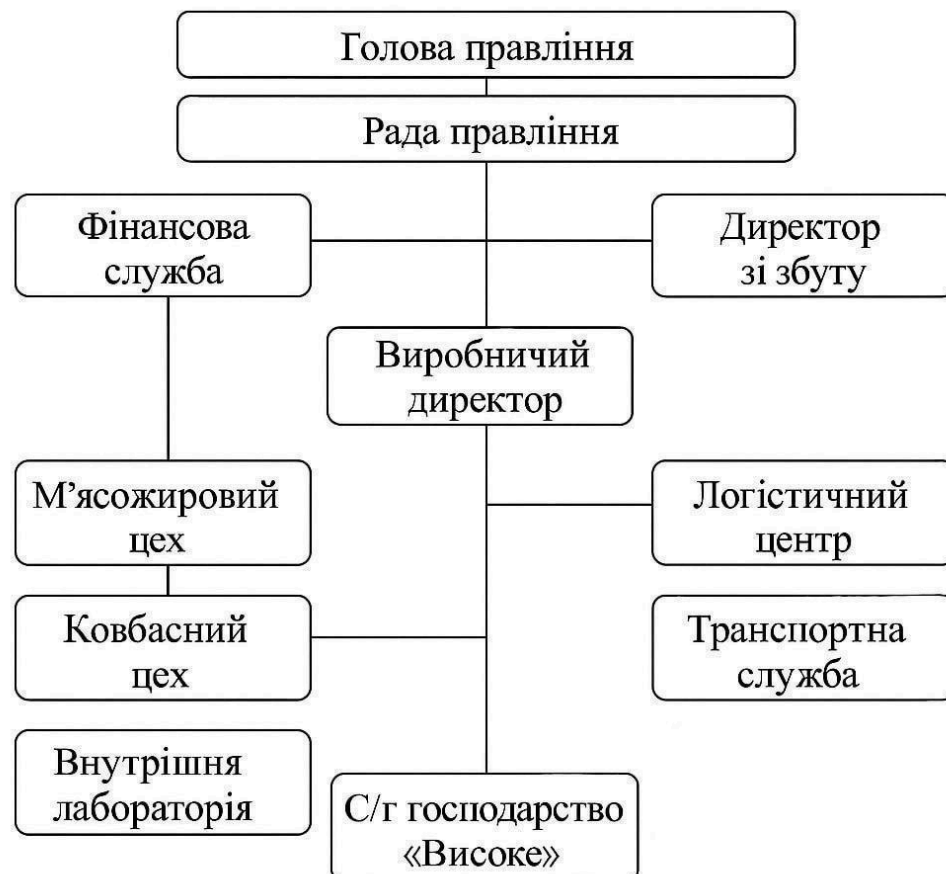 Голова правління
Рада правління
Фінансова
служба
Директор
зі збуту
Виробничий
директор
М’ясожировий
цех
Логістичний
центр
Ковбасний
цех
Транспортна
служба
Внутрішня
лабораторія
С/г господарство
«Високе»